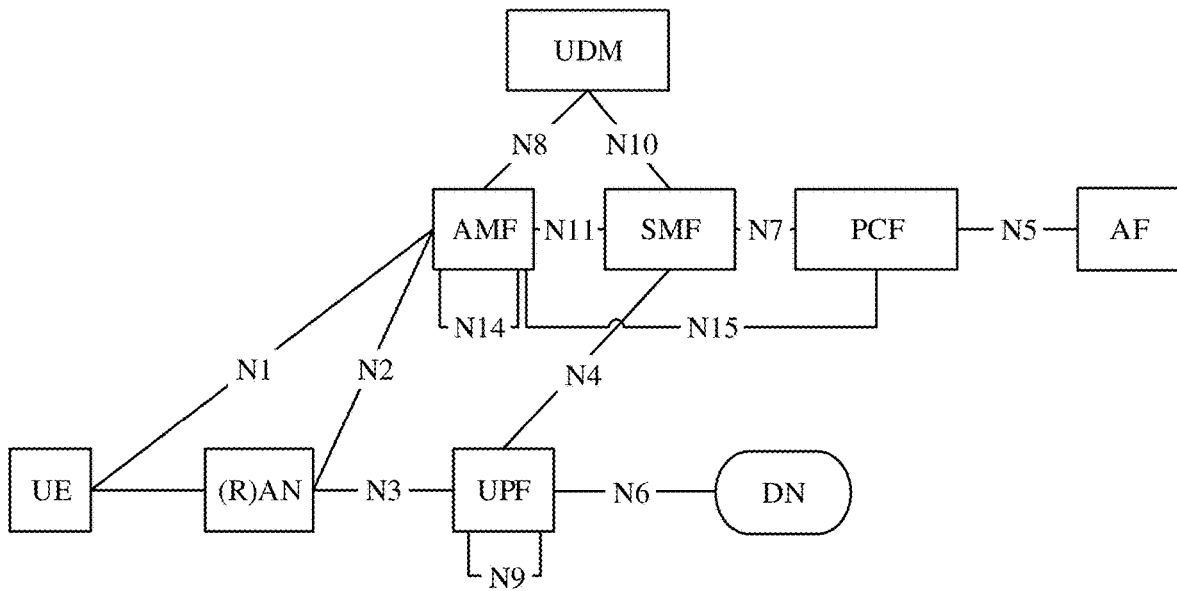 UDM
N8 N10
AMF N11 SMF N7 PCF N5 AF
N14 N15
N1 N2 N4
UE (R)AN N3 UPF N6 DN
N9